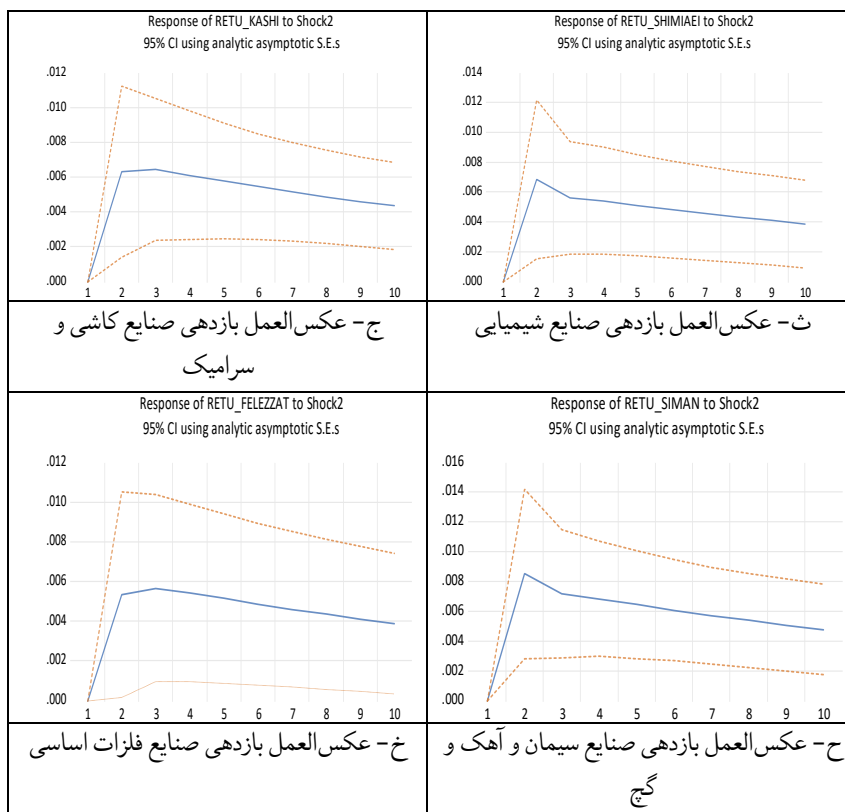 Response of RETU_KASHI to Shock2
95% CI using analytic asymptotic S.E.s
.012
.010
.008
.006
.004
.002
.000
1 2 3 4 5 6 7 8 9 10
ج- عکس‌العمل بازدهی صنایع کاشی و
سرامیک
Response of RETU_SHIMIAEI to Shock2
95% CI using analytic asymptotic S.E.s
.014
.012
.010
.008
.006
.004
.002
.000
1 2 3 4 5 6 7 8 9 10
ث- عکس‌العمل بازدهی صنایع شیمیایی
Response of RETU_FELEZZAT to Shock2
95% CI using analytic asymptotic S.E.s
.012
.010
.008
.006
.004
.002
.000
1 2 3 4 5 6 7 8 9 10
خ- عکس‌العمل بازدهی صنایع فلزات اساسی
Response of RETU_SIMAN to Shock2
95% CI using analytic asymptotic S.E.s
.016
.014
.012
.010
.008
.006
.004
.002
.000
1 2 3 4 5 6 7 8 9 10
ح- عکس‌العمل بازدهی صنایع سیمان و آهک و
گچ